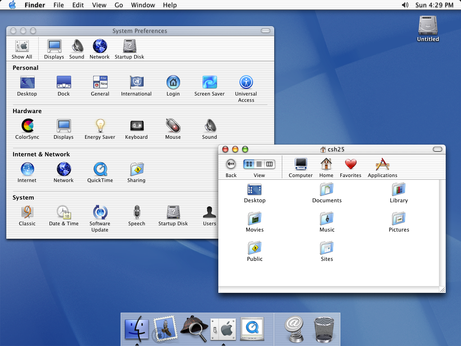 Finder File Edit View Go Window Help Sun 4:29 PM
Untitled
System Preferences
Show All Displays Sound Network Startup Disk
Personal
Desktop Dock General International Login Screen Saver Universal Access
Hardware
ColorSync Displays Energy Saver Keyboard Mouse Sound
Internet & Network
Internet Network QuickTime Sharing
System
Classic Date & Time Software Update Speech Startup Disk Users
csh25
Back View Computer Home Favorites Applications
Desktop Documents Library
Movies Music Pictures
Public Sites